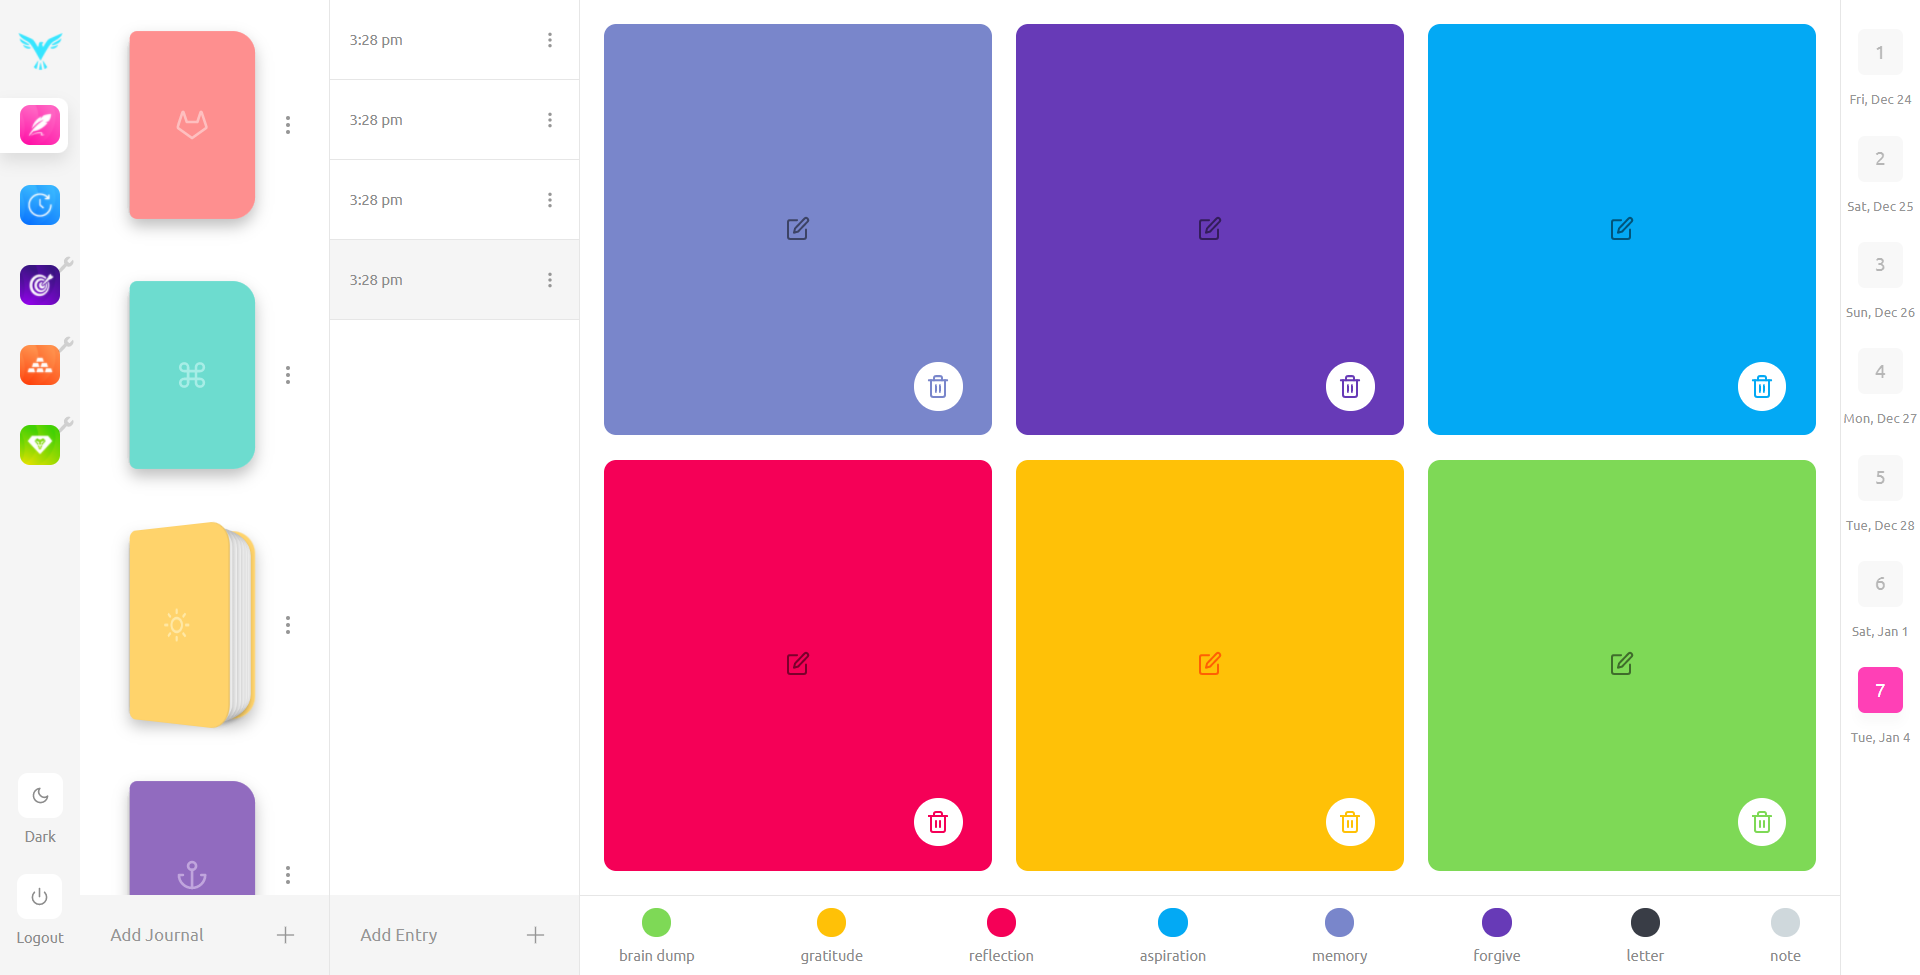 Dark
Logout
Add Journal
3:28 pm
3:28 pm
3:28 pm
3:28 pm
Add Entry
brain dump
gratitude
reflection
aspiration
memory
forgive
letter
note
1
Fri, Dec 24
2
Sat, Dec 25
3
Sun, Dec 26
4
Mon, Dec 27
5
Tue, Dec 28
6
Sat, Jan 1
7
Tue, Jan 4